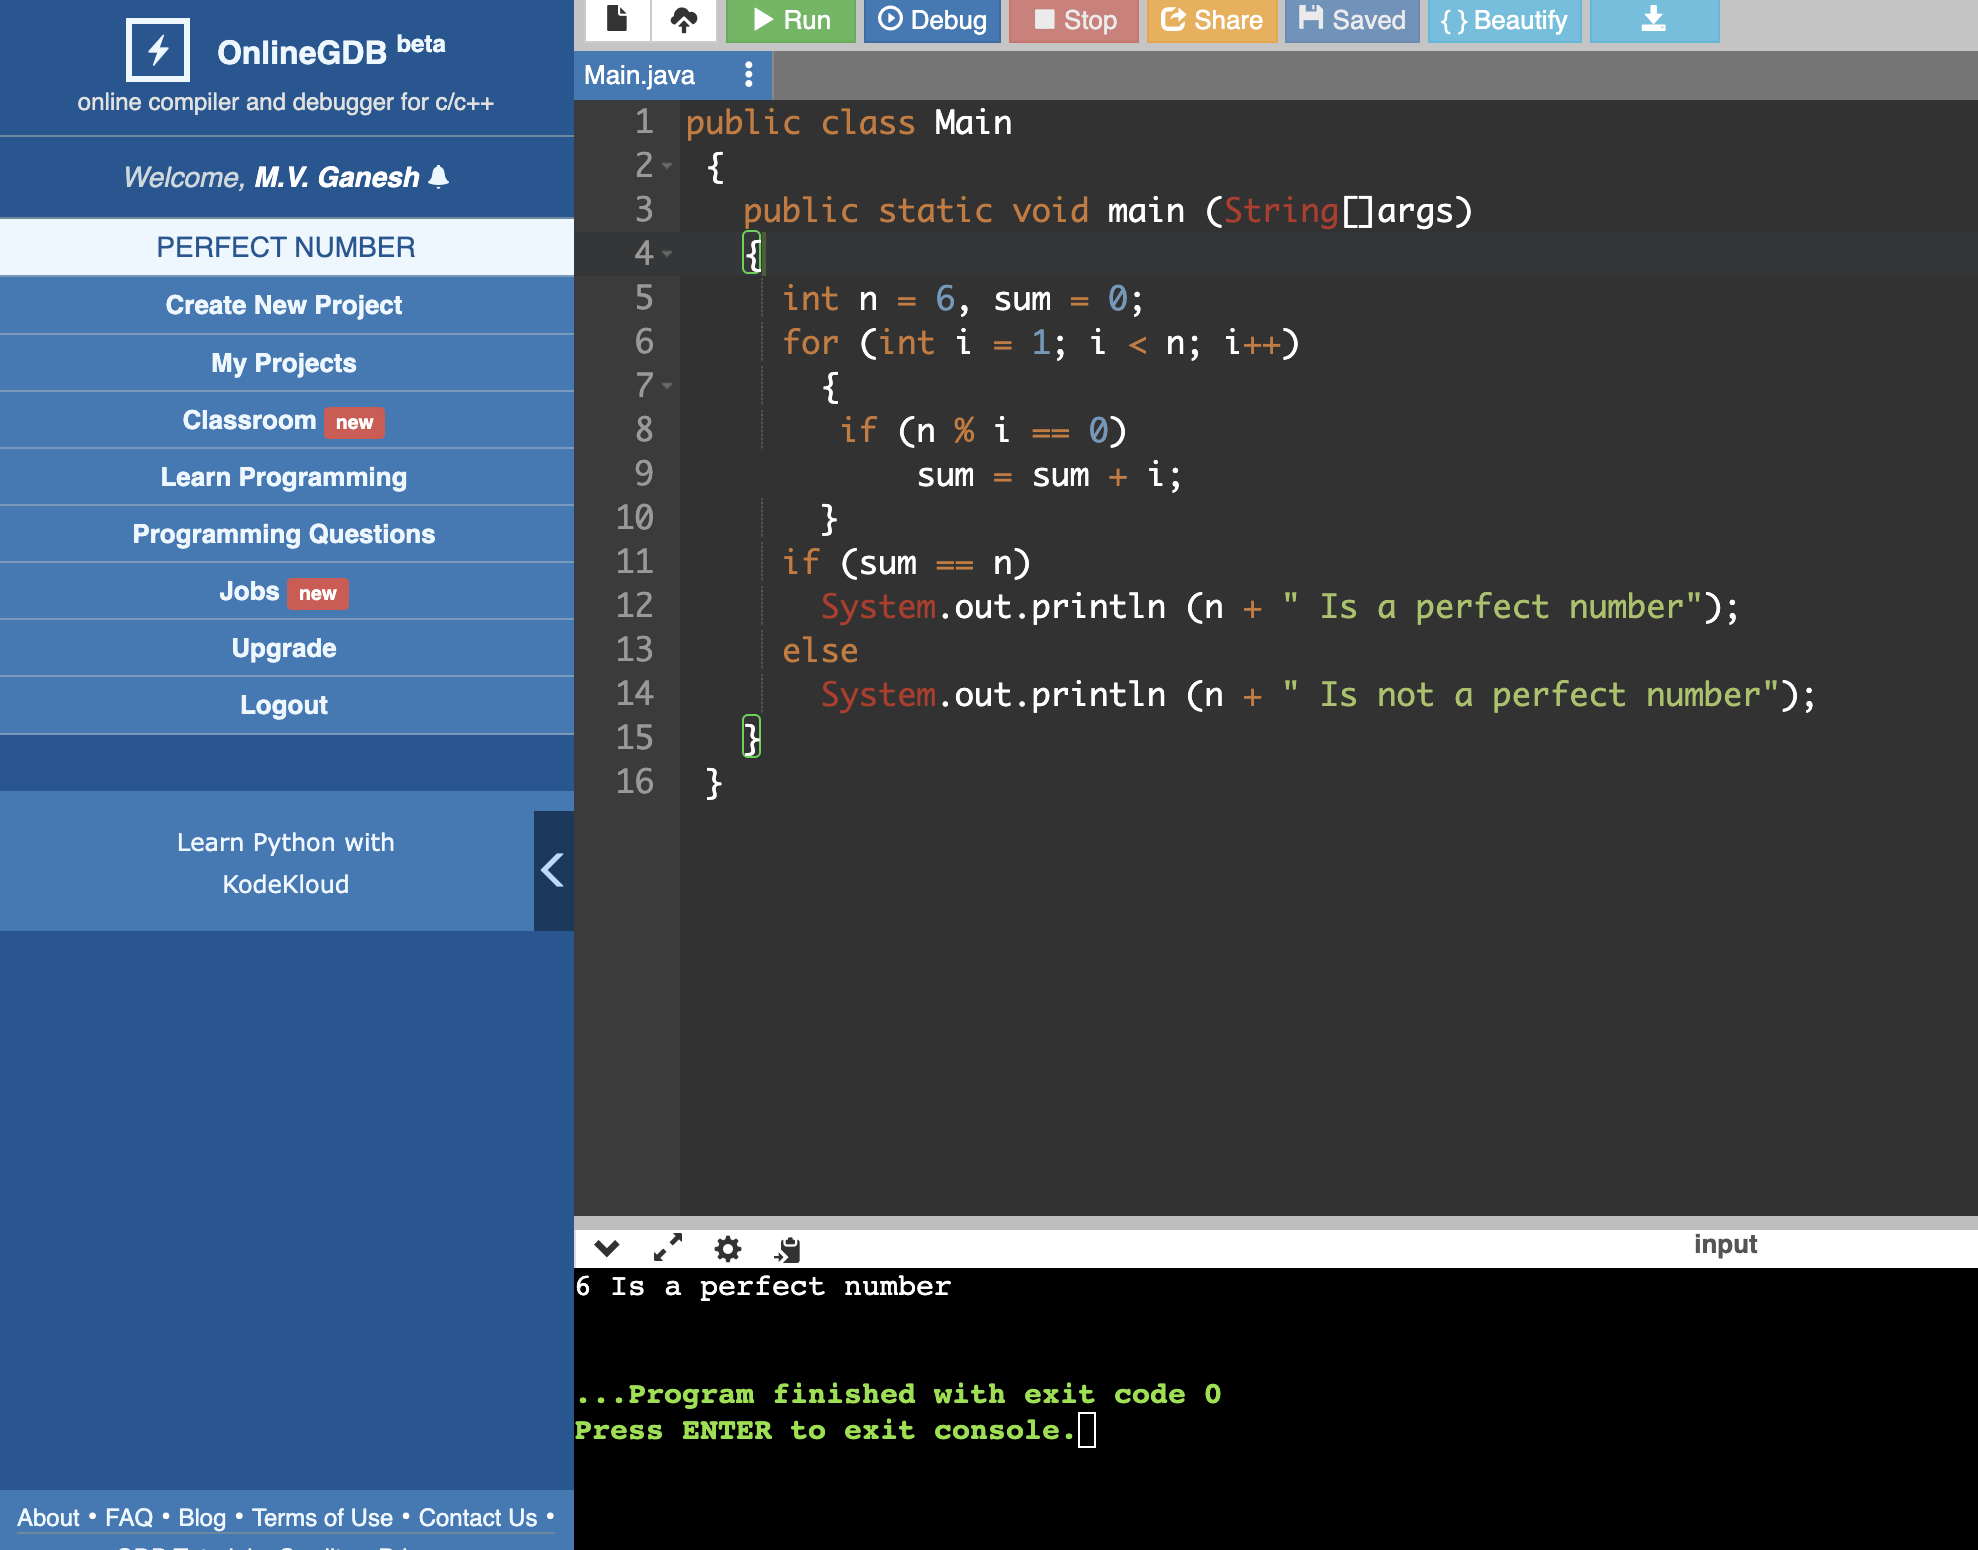 OnlineGDB beta
online compiler and debugger for c/c++
Welcome, M.V. Ganesh
PERFECT NUMBER
Create New Project
My Projects
Classroom new
Learn Programming
Programming Questions
Jobs new
Upgrade
Logout
Learn Python with
KodeKloud
About • FAQ • Blog • Terms of Use • Contact Us •
Run Debug Stop Share Saved { } Beautify
Main.java
1 public class Main
2 {
3 public static void main (String[]args)
4 {
5 int n = 6, sum = 0;
6 for (int i = 1; i < n; i++)
7 {
8 if (n % i == 0)
9 sum = sum + i;
10 }
11 if (sum == n)
12 System.out.println (n + " Is a perfect number");
13 else
14 System.out.println (n + " Is not a perfect number");
15 }
16 }
input
6 Is a perfect number
...Program finished with exit code 0
Press ENTER to exit console.